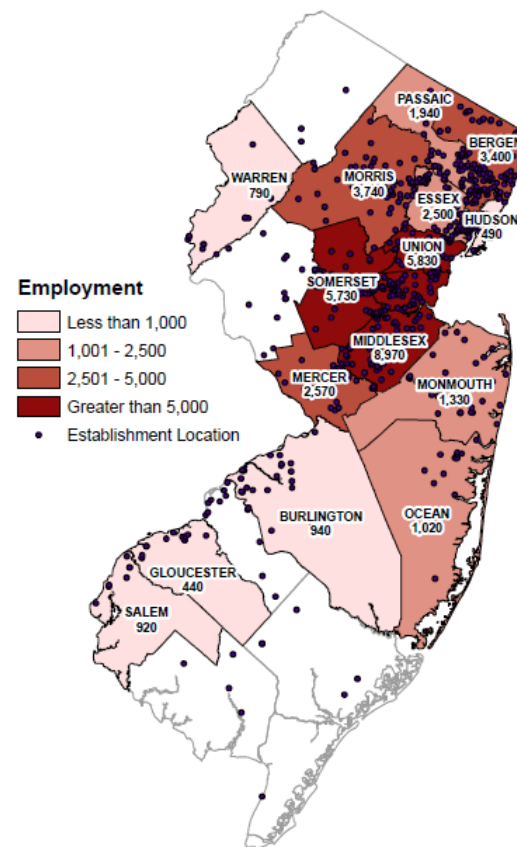 PASSAIC
1,940
BERGEN
3,400
WARREN
790
MORRIS
3,740
ESSEX
2,500
HUDSON
490
UNION
5,830
SOMERSET
5,730
Employment
Less than 1,000
1,001 - 2,500
2,501 - 5,000
Greater than 5,000
Establishment Location
MIDDLESEX
8,970
MERCER
2,570
MONMOUTH
1,330
BURLINGTON
940
OCEAN
1,020
GLOUCESTER
440
SALEM
920